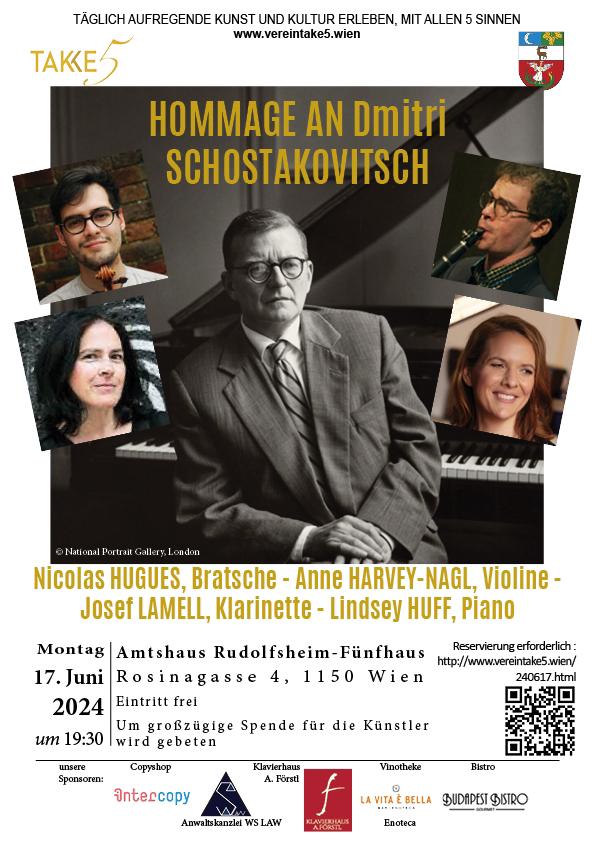 TÄGLICH AUFREGENDE KUNST UND KULTUR ERLEBEN, MIT ALLEN 5 SINNEN
www.vereintake5.wien
TAKE 5
HOMMAGE AN Dmitri
SCHOSTAKOVITSCH
© National Portrait Gallery, London
Nicolas HUGUES, Bratsche - Anne HARVEY-NAGL, Violine -
Josef LAMELL, Klarinette - Lindsey HUFF, Piano
Montag
17. Juni
2024
um 19:30
Amtshaus Rudolfsheim-Fünfhaus
Rosinagasse 4, 1150 Wien
Eintritt frei
Um großzügige Spende für die Künstler
wird gebeten
Reservierung erforderlich :
http://www.vereintake5.wien/
240617.html
unsere
Sponsoren:
Copyshop
intercopy
Anwaltskanzlei WS LAW
Klavierhaus
A. Förstl
f
KLAVIERHAUS
A.FÖRSTL
Vinotheke
LA VITA È BELLA
Enoteca
Bistro
BUDAPEST BISTRO
GOURMET